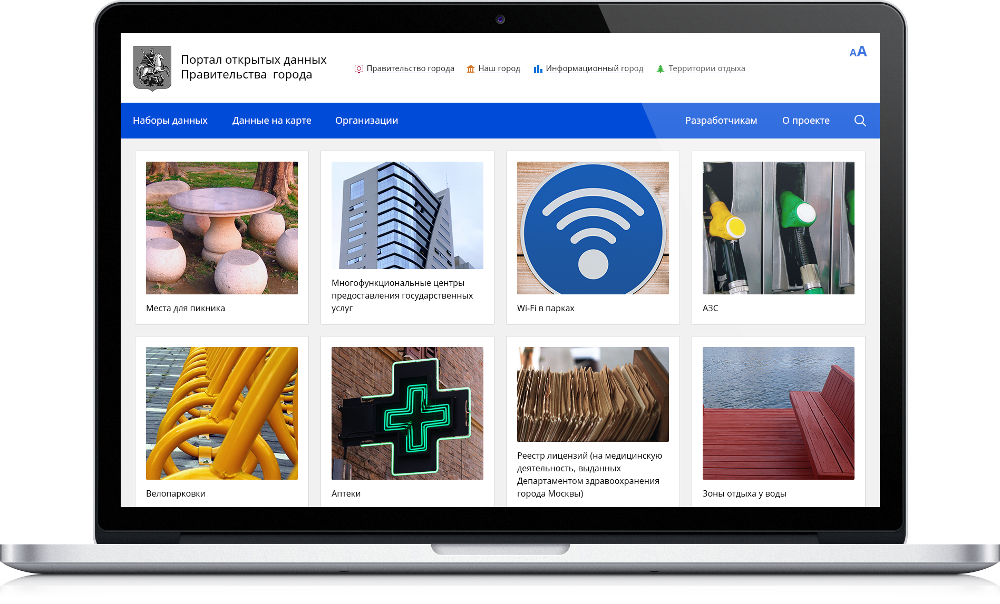 Портал открытых данных
Правительства города
Правительство города
Наш город
Информационный город
Территории отдыха
AA
Наборы данных
Данные на карте
Организации
Разработчикам
О проекте
Места для пикника
Многофункциональные центры
предоставления государственных
услуг
Wi-Fi в парках
АЗС
Велопарковки
Аптеки
Реестр лицензий (на медицинскую
деятельность, выданных
Департаментом здравоохранения
города Москвы)
Зоны отдыха у воды